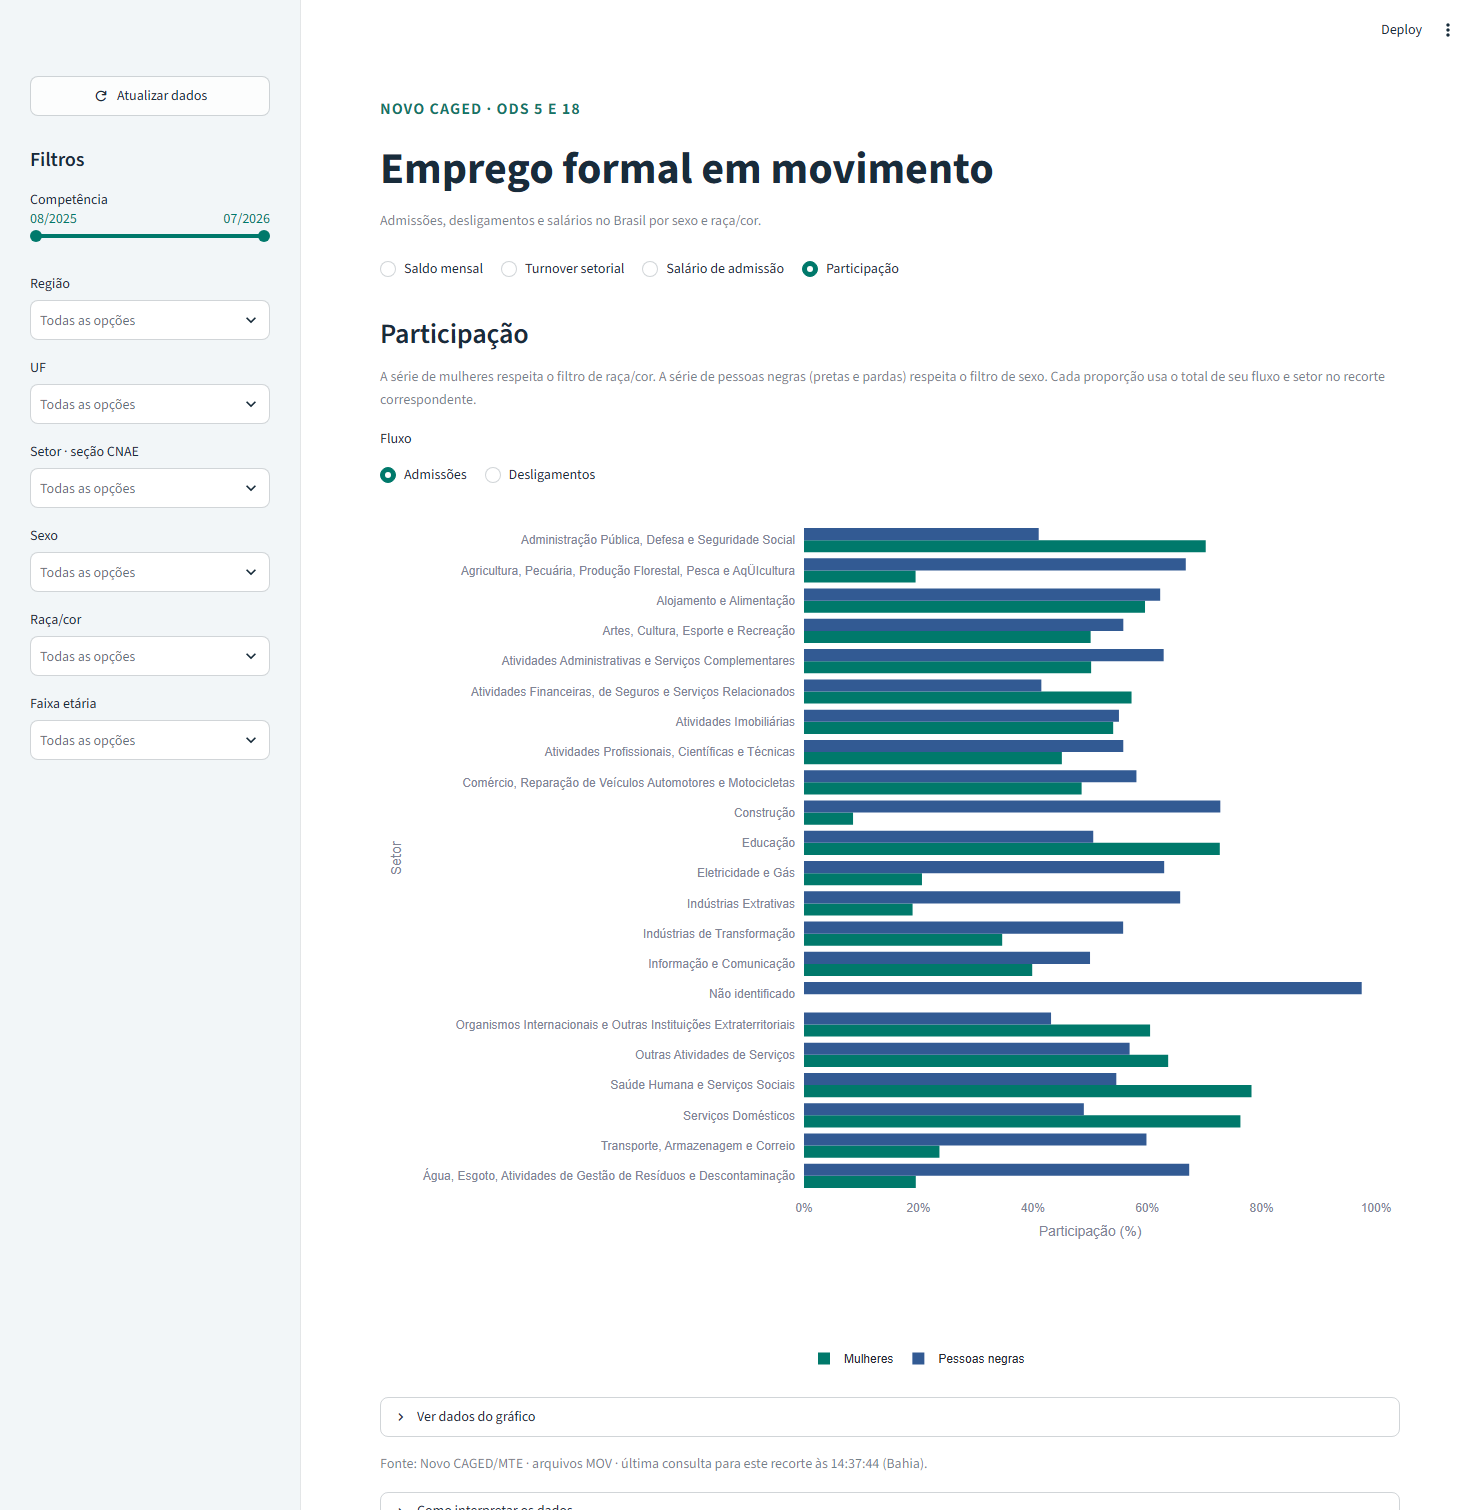 Deploy
Atualizar dados
Filtros
Competência
08/2025 07/2026
Região
Todas as opções
UF
Todas as opções
Setor · seção CNAE
Todas as opções
Sexo
Todas as opções
Raça/cor
Todas as opções
Faixa etária
Todas as opções
NOVO CAGED · ODS 5 E 18
Emprego formal em movimento
Admissões, desligamentos e salários no Brasil por sexo e raça/cor.
Saldo mensal Turnover setorial Salário de admissão Participação
Participação
A série de mulheres respeita o filtro de raça/cor. A série de pessoas negras (pretas e pardas) respeita o filtro de sexo. Cada proporção usa o total de seu fluxo e setor no recorte
correspondente.
Fluxo
Admissões Desligamentos
Setor
Administração Pública, Defesa e Seguridade Social
Agricultura, Pecuária, Produção Florestal, Pesca e AqÜIcultura
Alojamento e Alimentação
Artes, Cultura, Esporte e Recreação
Atividades Administrativas e Serviços Complementares
Atividades Financeiras, de Seguros e Serviços Relacionados
Atividades Imobiliárias
Atividades Profissionais, Científicas e Técnicas
Comércio, Reparação de Veículos Automotores e Motocicletas
Construção
Educação
Eletricidade e Gás
Indústrias Extrativas
Indústrias de Transformação
Informação e Comunicação
Não identificado
Organismos Internacionais e Outras Instituições Extraterritoriais
Outras Atividades de Serviços
Saúde Humana e Serviços Sociais
Serviços Domésticos
Transporte, Armazenagem e Correio
Água, Esgoto, Atividades de Gestão de Resíduos e Descontaminação
0% 20% 40% 60% 80% 100%
Participação (%)
Mulheres Pessoas negras
Ver dados do gráfico
Fonte: Novo CAGED/MTE · arquivos MOV · última consulta para este recorte às 14:37:44 (Bahia).
Como interpretar os dados